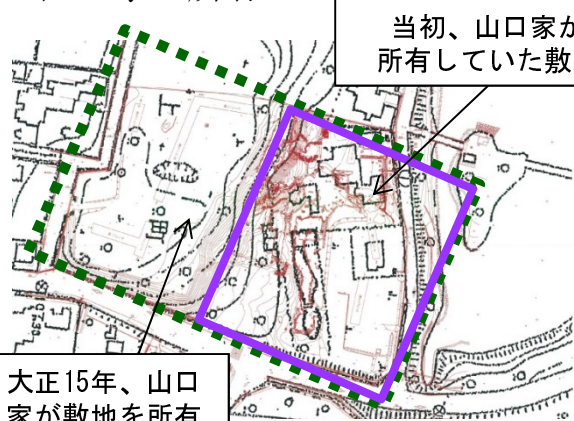 当初、山口家が
所有していた敷
大正15年、山口
家が敷地を所有